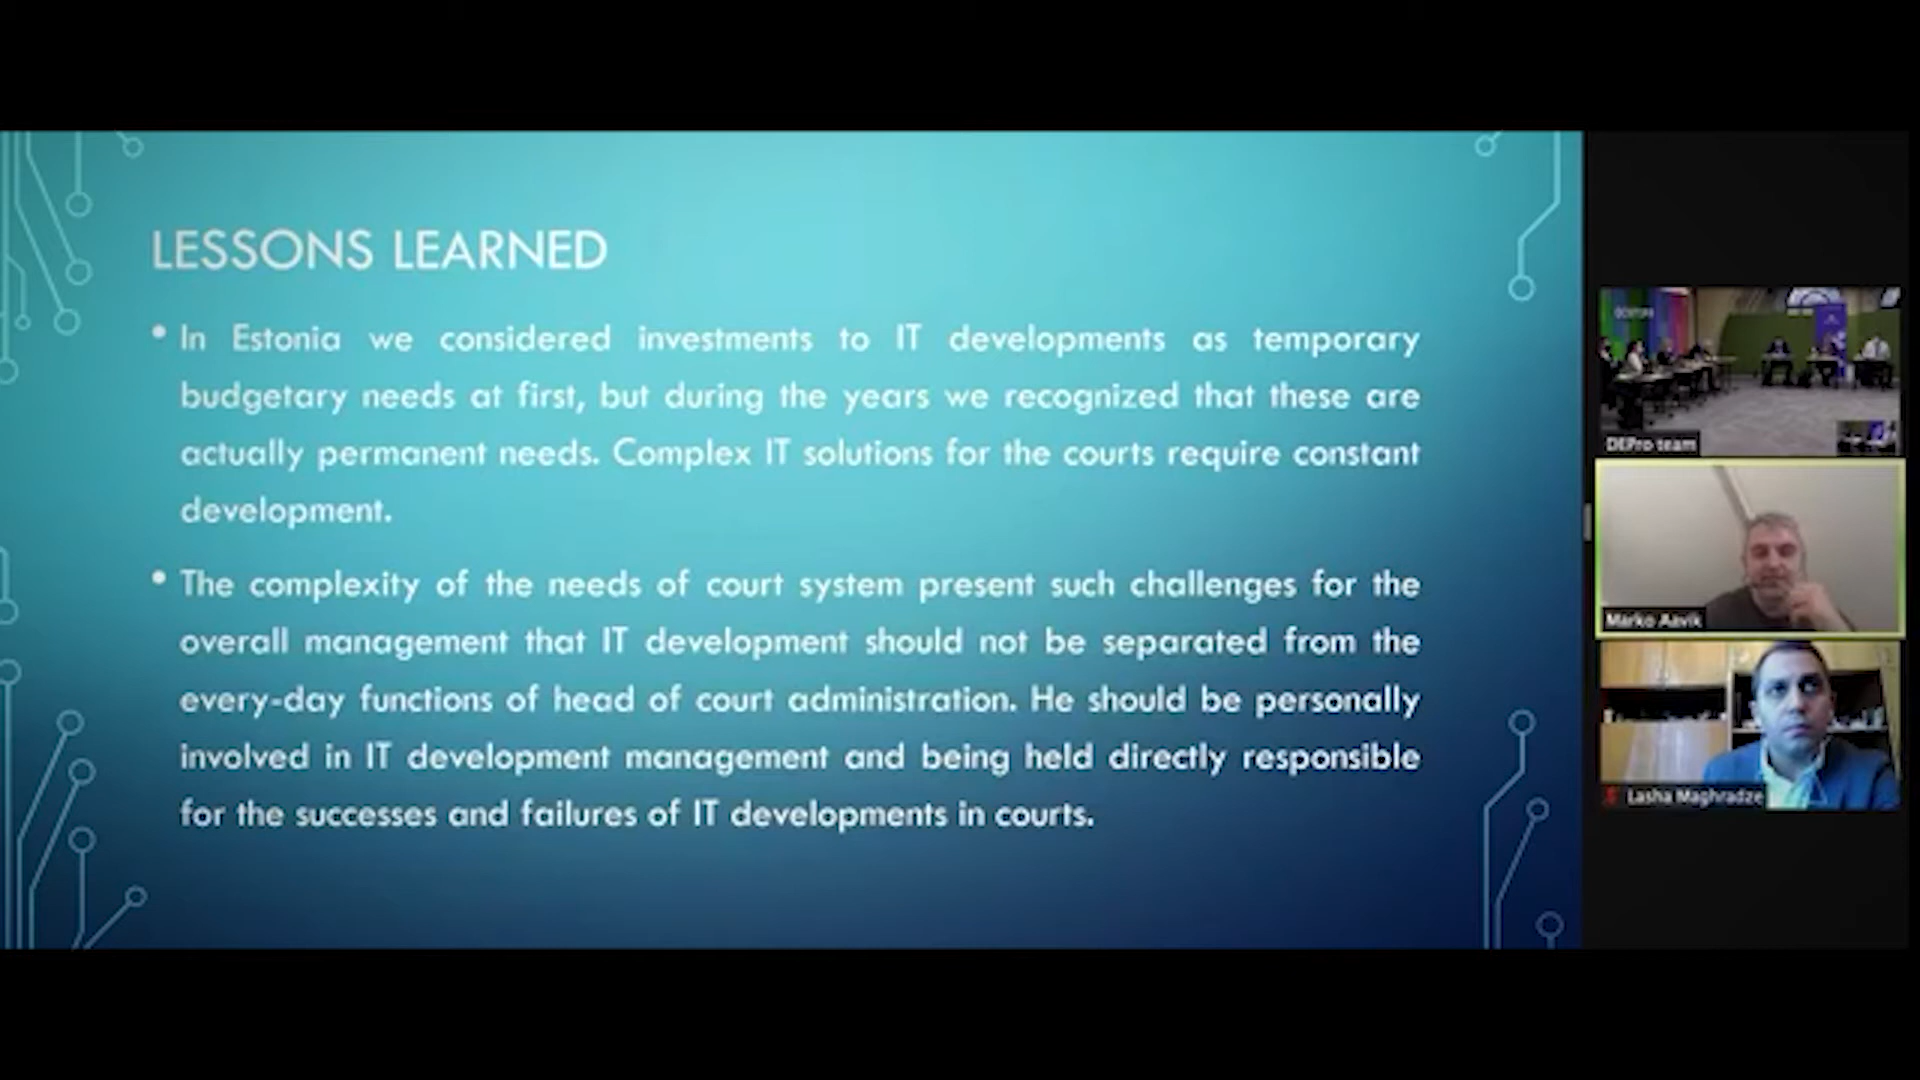 LESSONS LEARNED
• In Estonia we considered investments to IT developments as temporary
budgetary needs at first, but during the years we recognized that these are
actually permanent needs. Complex IT solutions for the courts require constant
development.
• The complexity of the needs of court system present such challenges for the
overall management that IT development should not be separated from the
every-day functions of head of court administration. He should be personally
involved in IT development management and being held directly responsible
for the successes and failures of IT developments in courts.
DEPro team
Marko Aavik
Lasha Maghradze